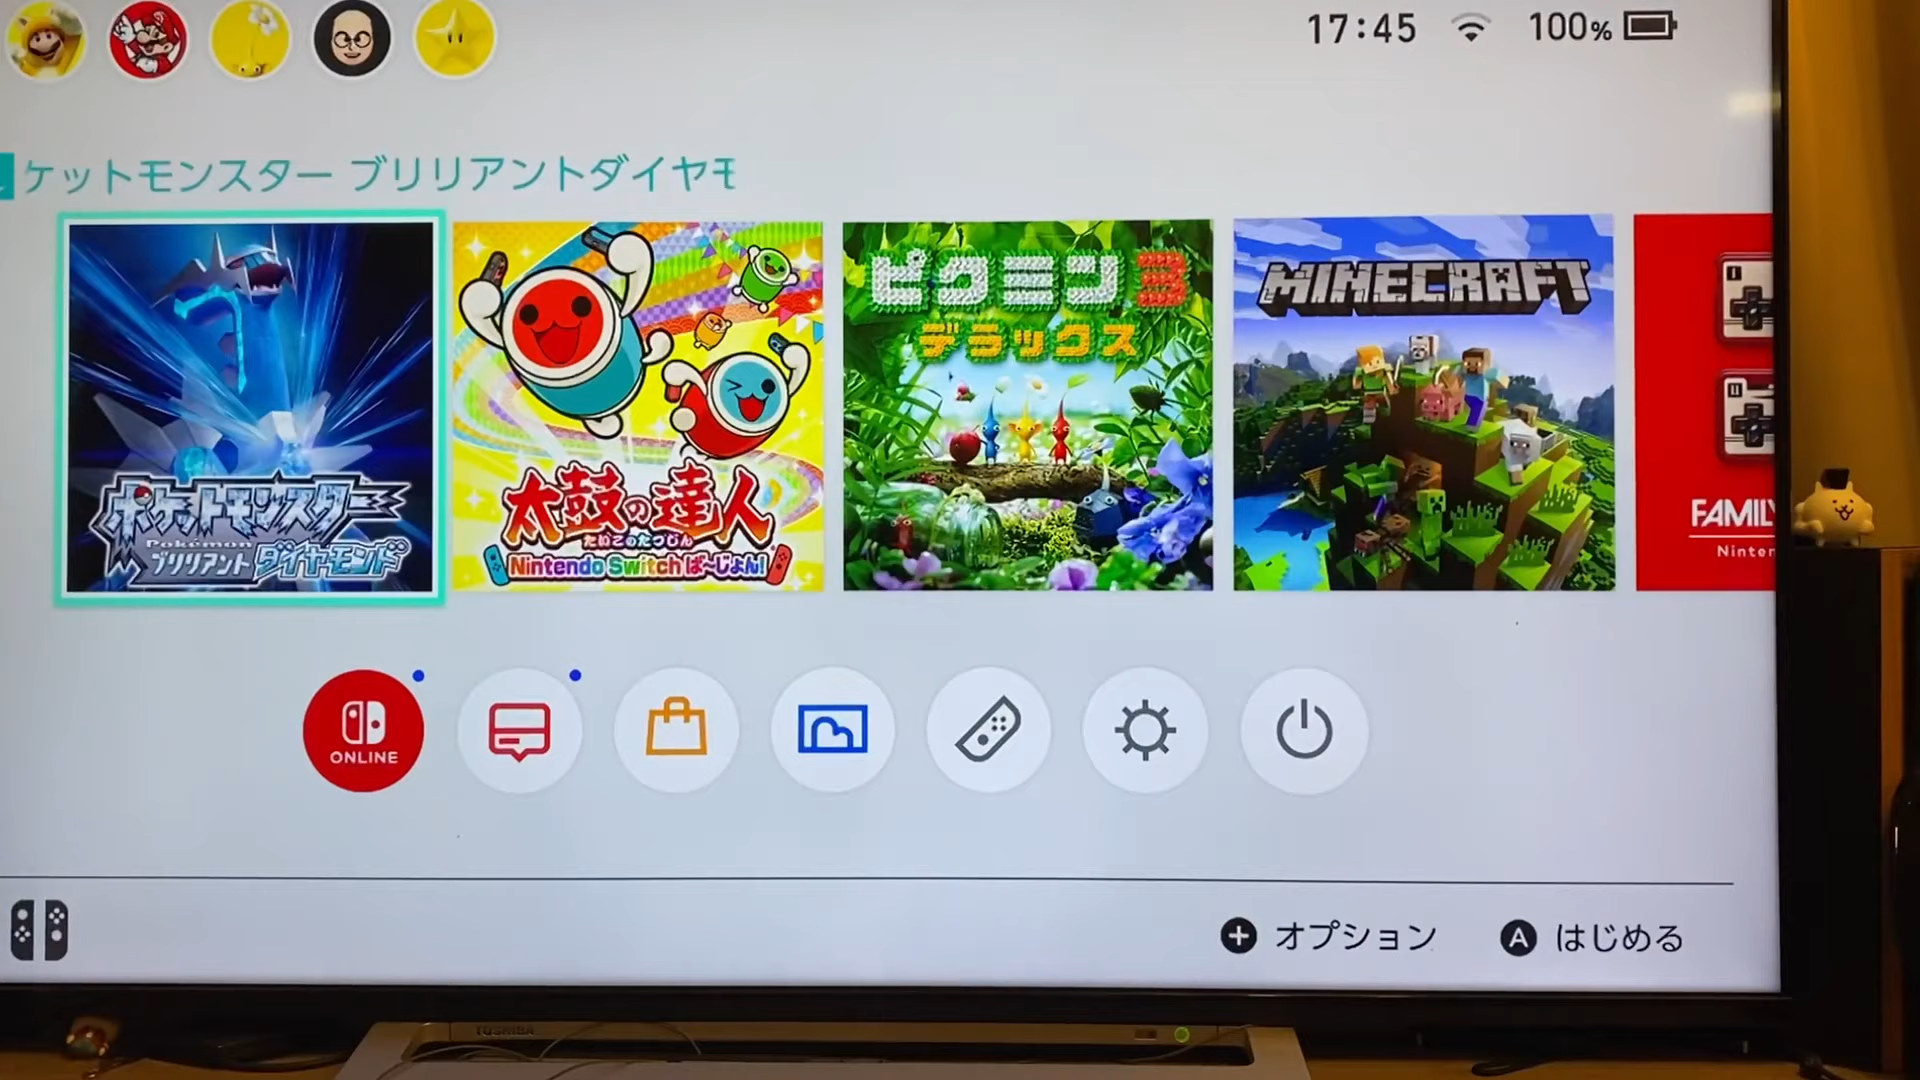 17:45 100%
ケットモンスター ブリリアントダイヤモ
ポケットモンスター
Pokémon
ブリリアント ダイヤモンド
太鼓の達人
たいこのたつじん
Nintendo Switchば〜じょん!
ピクミン3
デラックス
MINECRAFT
I
II
FAMILY
Ninten
ONLINE
+ オプション
A はじめる
TOSHIBA